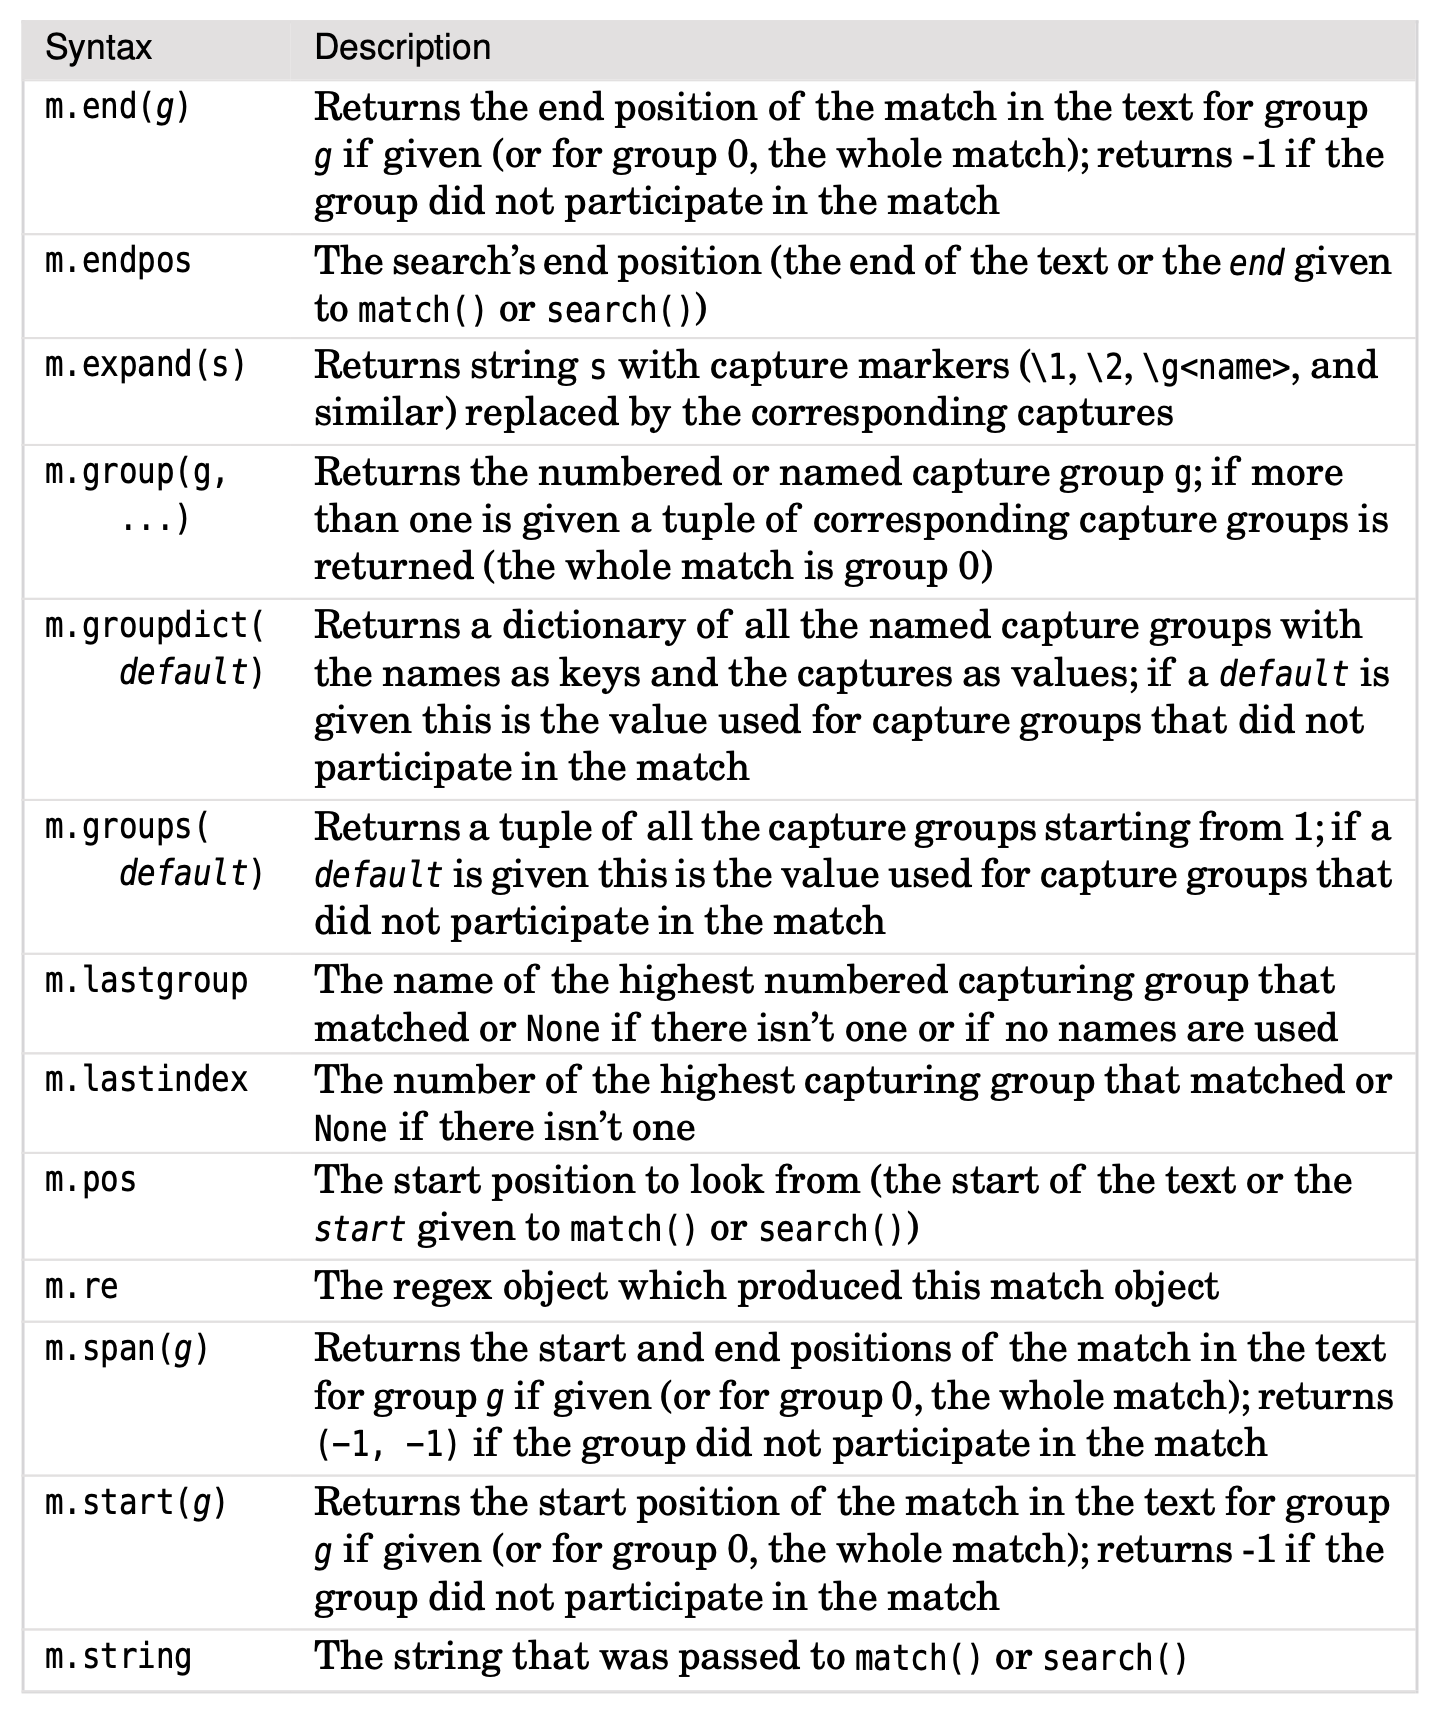 Syntax Description
m.end(g) Returns the end position of the match in the text for group
g if given (or for group 0, the whole match); returns -1 if the
group did not participate in the match
m.endpos The search’s end position (the end of the text or the end given
to match() or search())
m.expand(s) Returns string s with capture markers (\1, \2, \g<name>, and
similar) replaced by the corresponding captures
m.group(g, Returns the numbered or named capture group g; if more
...) than one is given a tuple of corresponding capture groups is
returned (the whole match is group 0)
m.groupdict( Returns a dictionary of all the named capture groups with
default) the names as keys and the captures as values; if a default is
given this is the value used for capture groups that did not
participate in the match
m.groups( Returns a tuple of all the capture groups starting from 1; if a
default) default is given this is the value used for capture groups that
did not participate in the match
m.lastgroup The name of the highest numbered capturing group that
matched or None if there isn’t one or if no names are used
m.lastindex The number of the highest capturing group that matched or
None if there isn’t one
m.pos The start position to look from (the start of the text or the
start given to match() or search())
m.re The regex object which produced this match object
m.span(g) Returns the start and end positions of the match in the text
for group g if given (or for group 0, the whole match); returns
(−1, −1) if the group did not participate in the match
m.start(g) Returns the start position of the match in the text for group
g if given (or for group 0, the whole match); returns -1 if the
group did not participate in the match
m.string The string that was passed to match() or search()